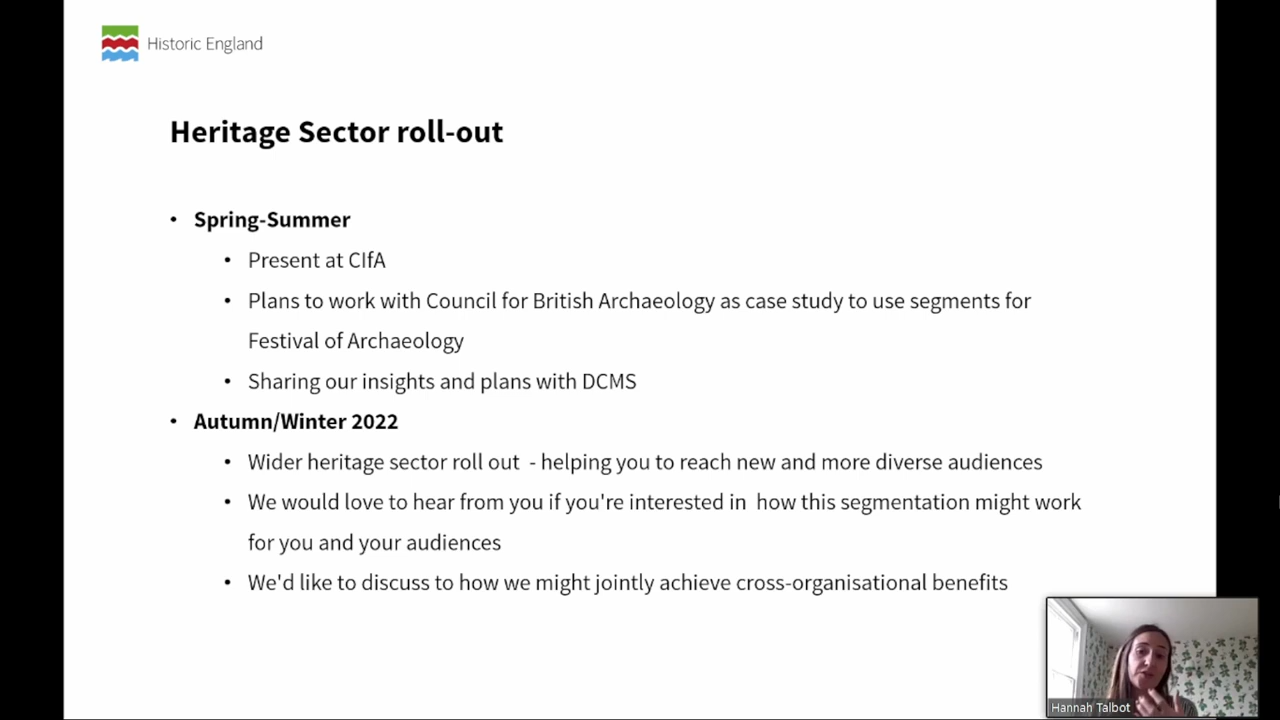 Historic England
Heritage Sector roll-out
• Spring-Summer
• Present at CIfA
• Plans to work with Council for British Archaeology as case study to use segments for
Festival of Archaeology
• Sharing our insights and plans with DCMS
• Autumn/Winter 2022
• Wider heritage sector roll out  - helping you to reach new and more diverse audiences
• We would love to hear from you if you're interested in  how this segmentation might work
for you and your audiences
• We'd like to discuss to how we might jointly achieve cross-organisational benefits
Hannah Talbot